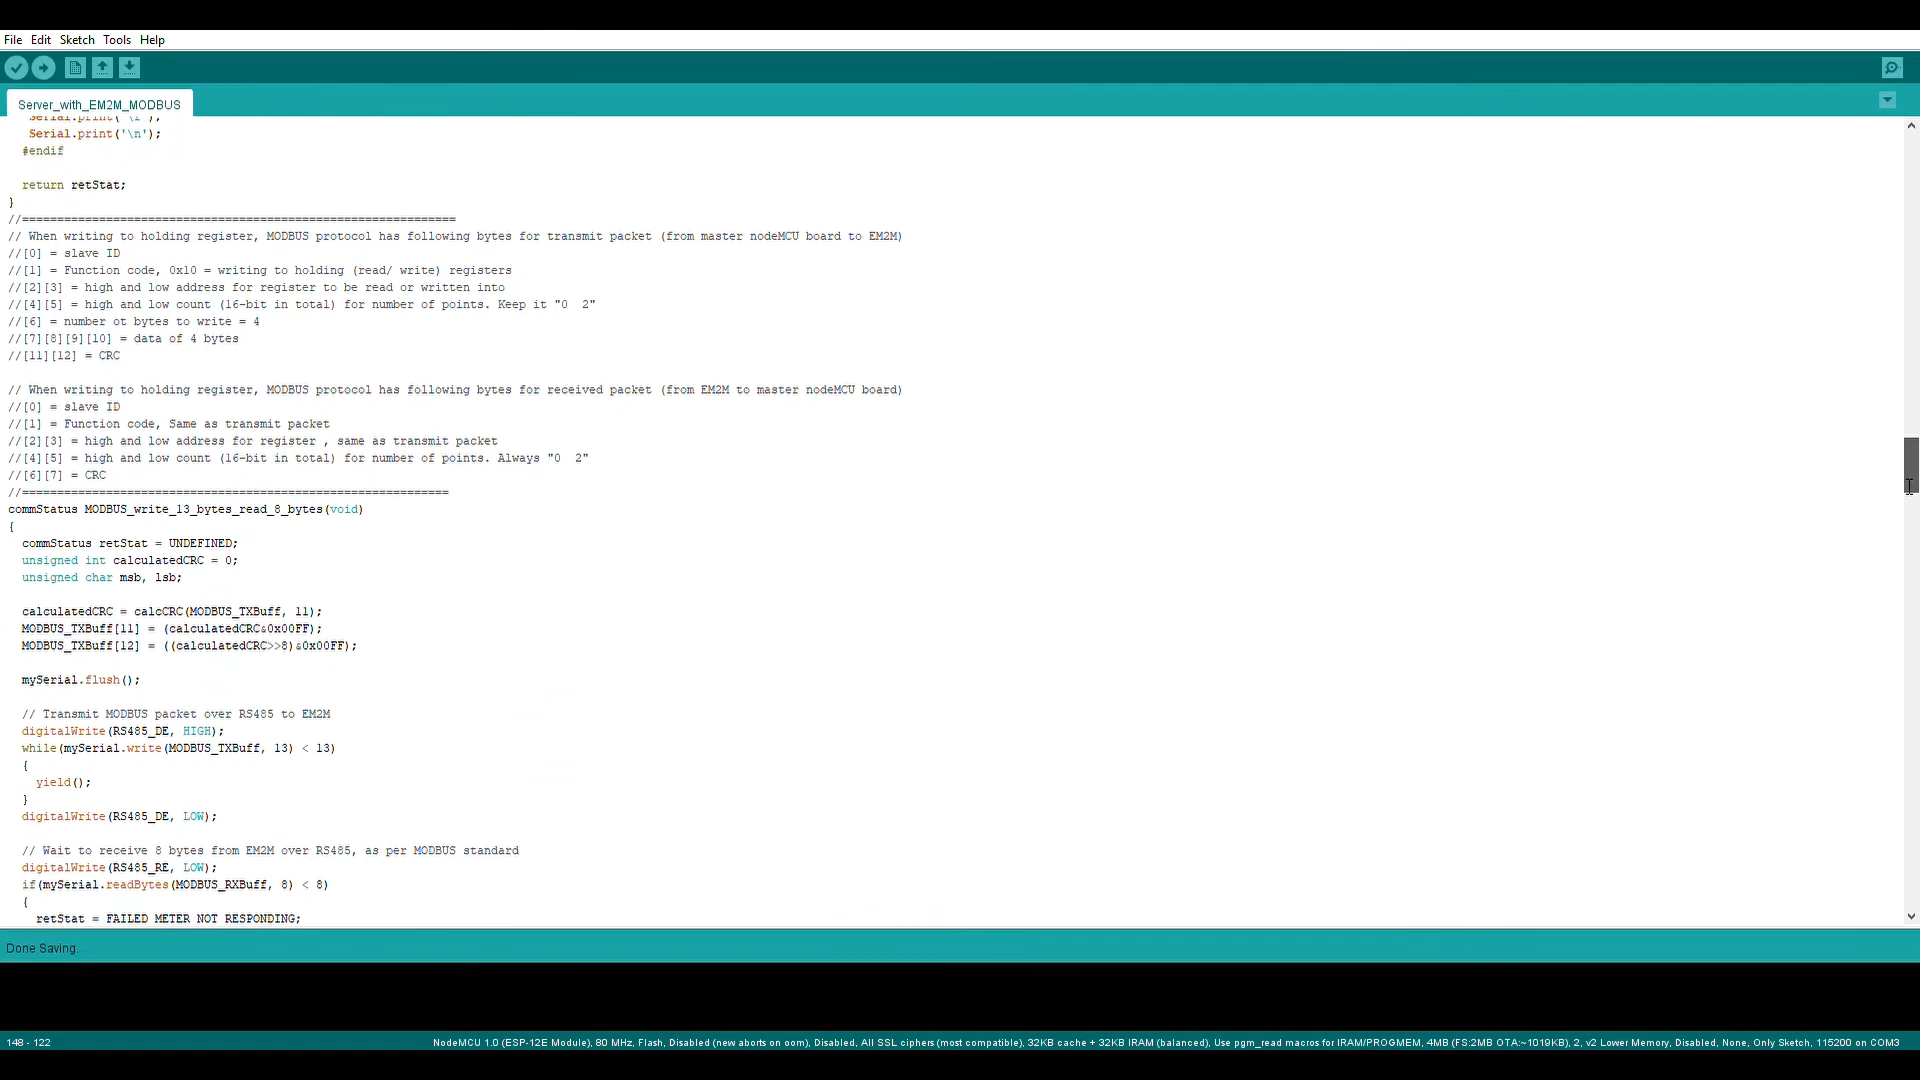 File Edit Sketch Tools Help
Server_with_EM2M_MODBUS
Serial.print('\r');
Serial.print('\n');
#endif
return retStat;
}
//==============================================================
// When writing to holding register, MODBUS protocol has following bytes for transmit packet (from master nodeMCU board to EM2M)
//[0] = slave ID
//[1] = Function code, 0x10 = writing to holding (read/ write) registers
//[2][3] = high and low address for register to be read or written into
//[4][5] = high and low count (16-bit in total) for number of points. Keep it "0  2"
//[6] = number ot bytes to write = 4
//[7][8][9][10] = data of 4 bytes
//[11][12] = CRC
// When writing to holding register, MODBUS protocol has following bytes for received packet (from EM2M to master nodeMCU board)
//[0] = slave ID
//[1] = Function code, Same as transmit packet
//[2][3] = high and low address for register , same as transmit packet
//[4][5] = high and low count (16-bit in total) for number of points. Always "0  2"
//[6][7] = CRC
//=============================================================
commStatus MODBUS_write_13_bytes_read_8_bytes(void)
{
commStatus retStat = UNDEFINED;
unsigned int calculatedCRC = 0;
unsigned char msb, lsb;
calculatedCRC = calcCRC(MODBUS_TXBuff, 11);
MODBUS_TXBuff[11] = (calculatedCRC&0x00FF);
MODBUS_TXBuff[12] = ((calculatedCRC>>8)&0x00FF);
mySerial.flush();
// Transmit MODBUS packet over RS485 to EM2M
digitalWrite(RS485_DE, HIGH);
while(mySerial.write(MODBUS_TXBuff, 13) < 13)
{
yield();
}
digitalWrite(RS485_DE, LOW);
// Wait to receive 8 bytes from EM2M over RS485, as per MODBUS standard
digitalWrite(RS485_RE, LOW);
if(mySerial.readBytes(MODBUS_RXBuff, 8) < 8)
{
retStat = FAILED_METER_NOT_RESPONDING;
Done Saving.
148 - 122
NodeMCU 1.0 (ESP-12E Module), 80 MHz, Flash, Disabled (new aborts on oom), Disabled, All SSL ciphers (most compatible), 32KB cache + 32KB IRAM (balanced), Use pgm_read macros for IRAM/PROGMEM, 4MB (FS:2MB OTA:~1019KB), 2, v2 Lower Memory, Disabled, None, Only Sketch, 115200 on COM3